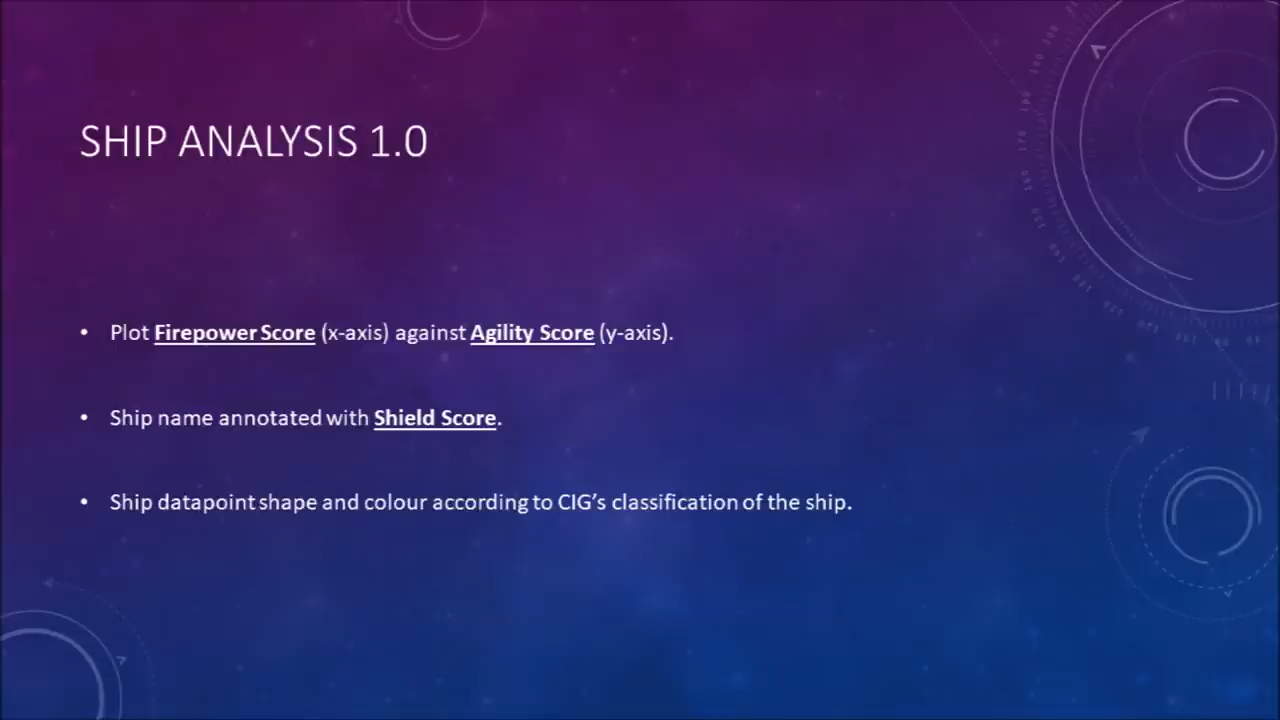 SHIP ANALYSIS 1.0
• Plot Firepower Score (x-axis) against Agility Score (y-axis).
• Ship name annotated with Shield Score.
• Ship datapoint shape and colour according to CIG’s classification of the ship.